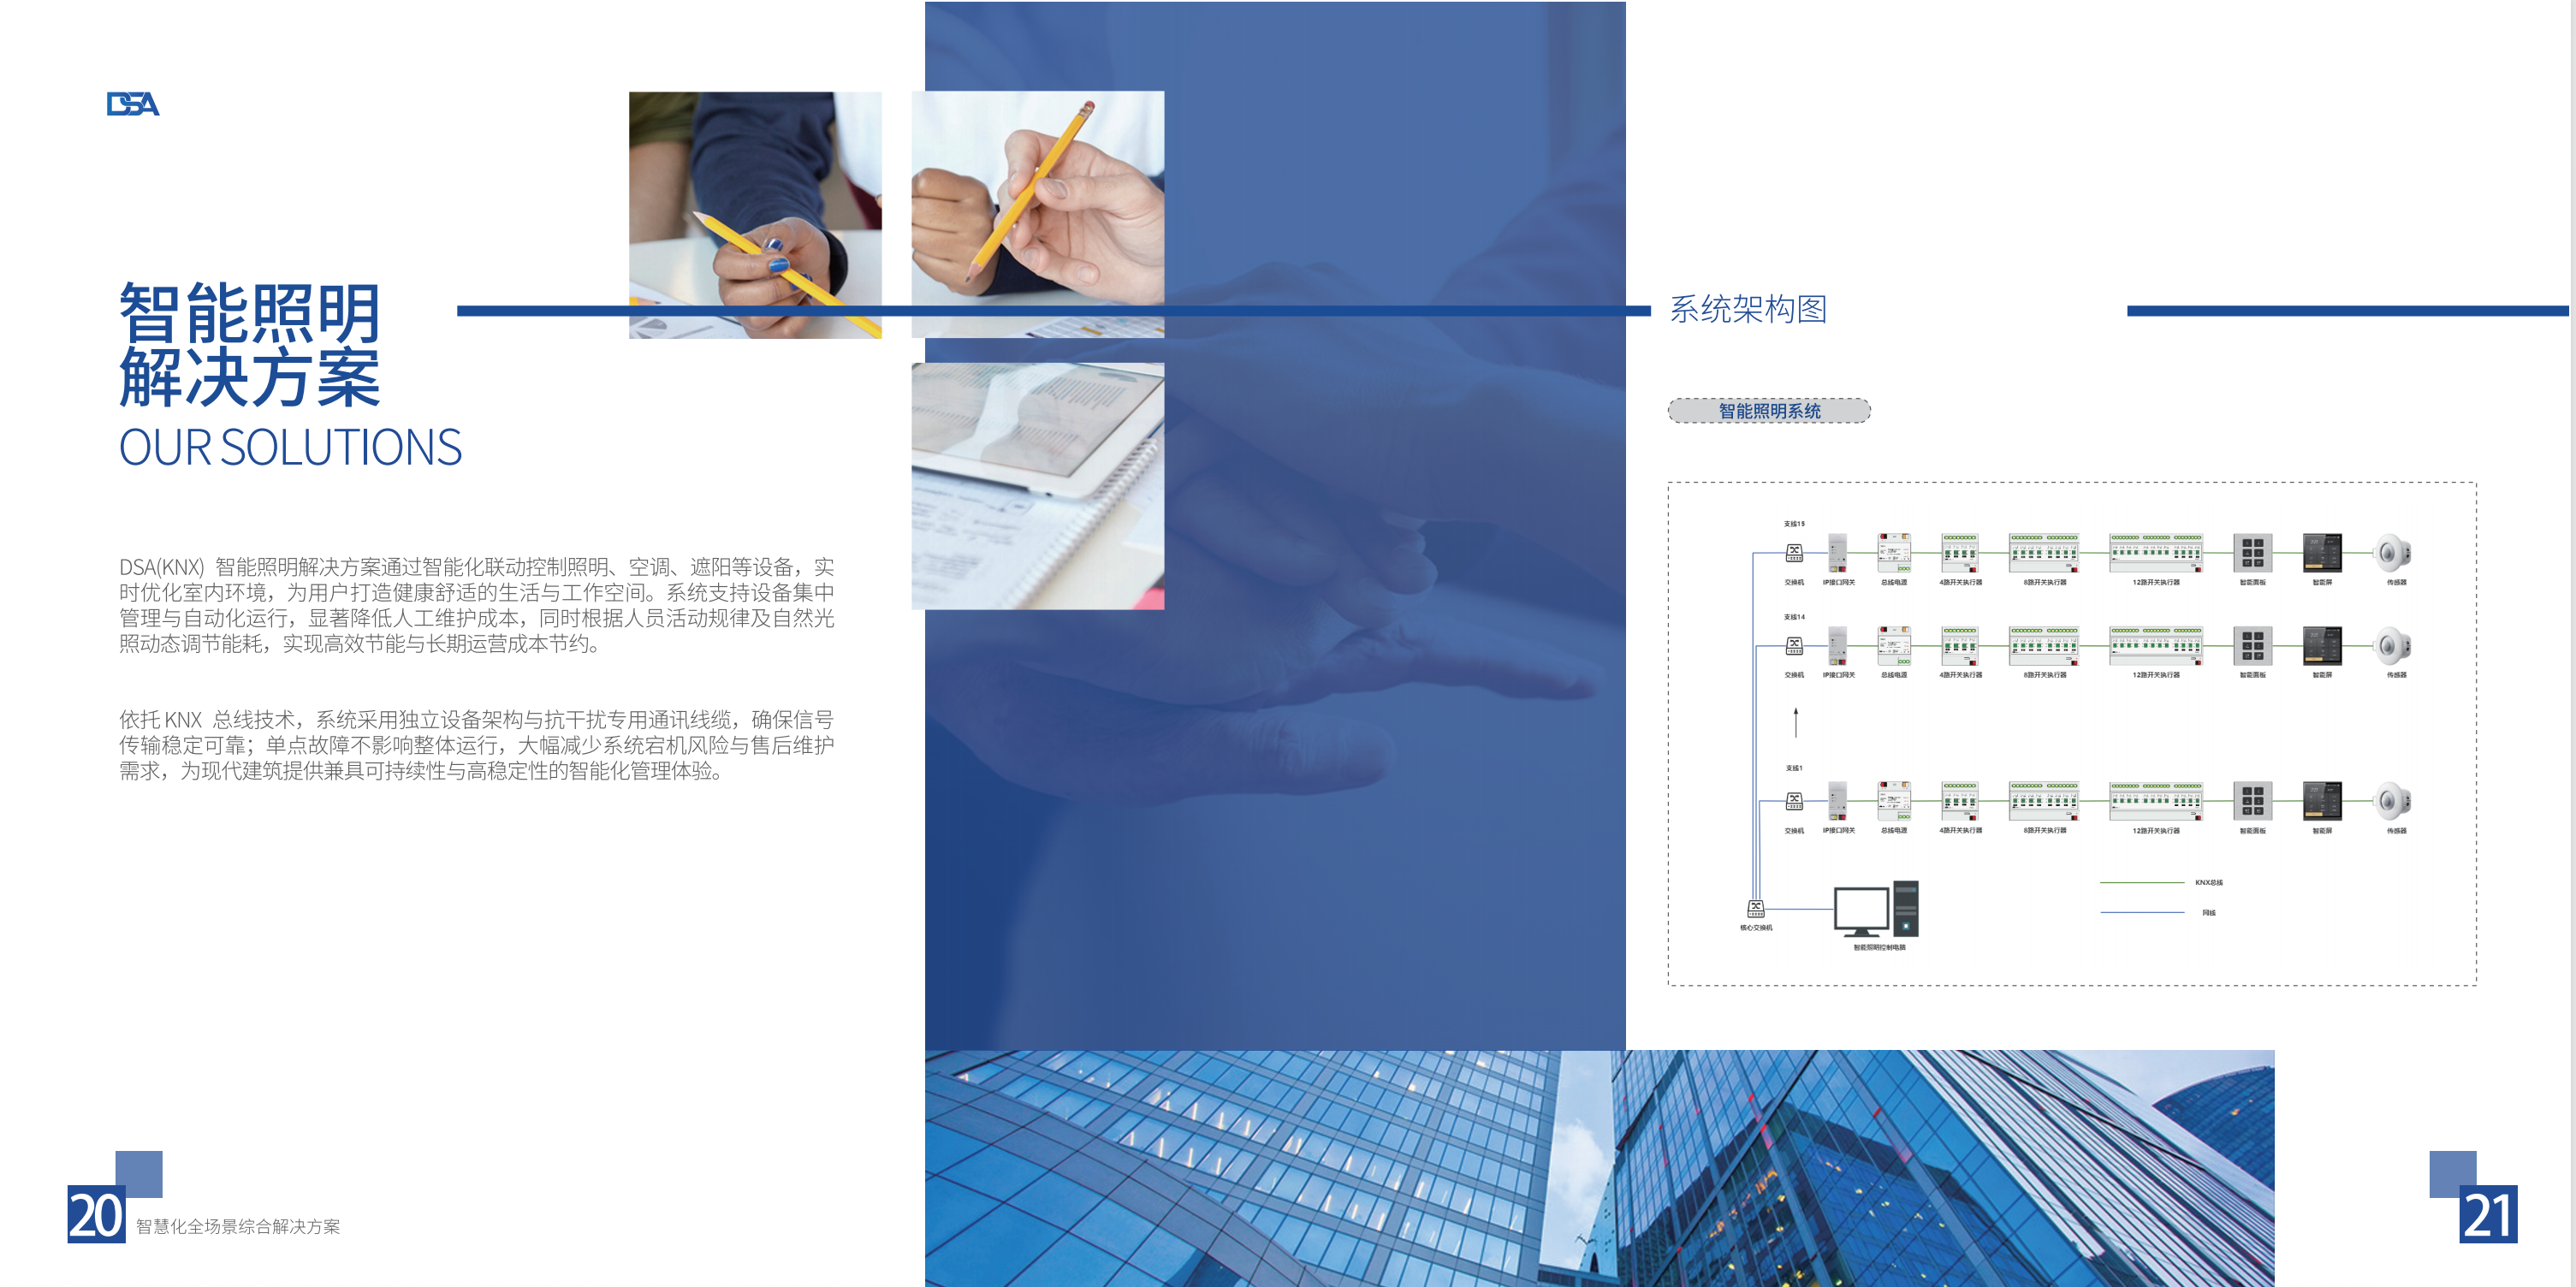 DSA
智能照明
解决方案
OUR SOLUTIONS
DSA(KNX) 智能照明解决方案通过智能化联动控制照明、空调、遮阳等设备，实
时优化室内环境，为用户打造健康舒适的生活与工作空间。系统支持设备集中
管理与自动化运行，显著降低人工维护成本，同时根据人员活动规律及自然光
照动态调节能耗，实现高效节能与长期运营成本节约。
依托 KNX 总线技术，系统采用独立设备架构与抗干扰专用通讯线缆，确保信号
传输稳定可靠；单点故障不影响整体运行，大幅减少系统宕机风险与售后维护
需求，为现代建筑提供兼具可持续性与高稳定性的智能化管理体验。
20
智慧化全场景综合解决方案
系统架构图
智能照明系统
支线15
交换机 IP接口网关 总线电源 4路开关执行器 8路开关执行器 12路开关执行器 智能面板 智能屏 传感器
支线14
交换机 IP接口网关 总线电源 4路开关执行器 8路开关执行器 12路开关执行器 智能面板 智能屏 传感器
支线1
交换机 IP接口网关 总线电源 4路开关执行器 8路开关执行器 12路开关执行器 智能面板 智能屏 传感器
KNX总线
网线
核心交换机
智能照明控制电脑
21